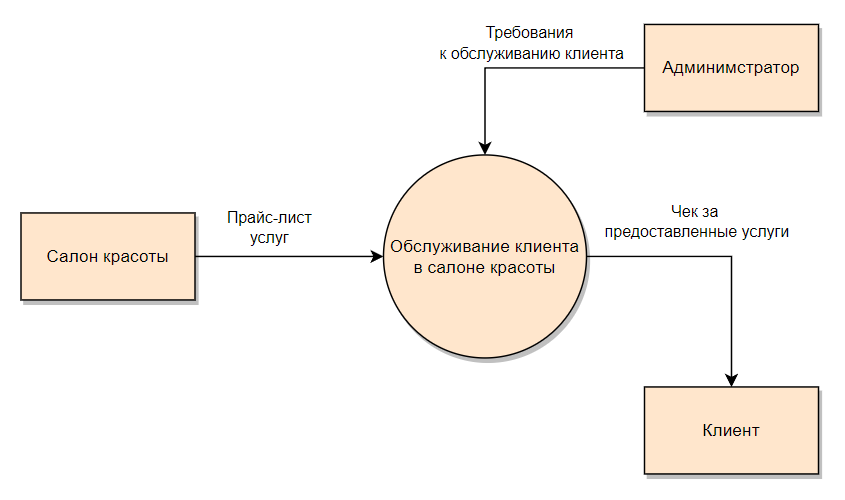 Требования
к обслуживанию клиента
Админимстратор
Прайс-лист
услуг
Чек за
предоставленные услуги
Салон красоты
Обслуживание клиента
в салоне красоты
Клиент